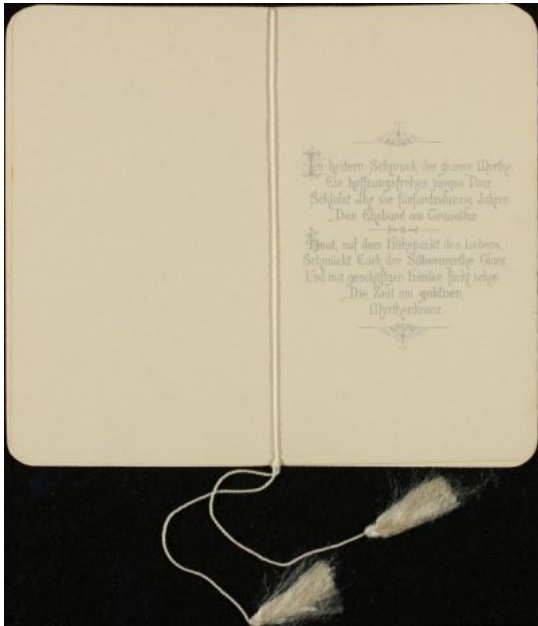 Im heitern Schmuck der grünen Myrthe
Ein hoffnungsfrohes, junges Paar
Schloßt Ihr vor fünfundzwanzig Jahren
Den Ehebund am Traualtar.
Heut, auf dem Höhepunkt des Lebens,
Schmückt Euch der Silbermyrthe Glanz
Und mit geschäftgen Händen flicht schon
Die Zeit am goldnen
Myrthenkranz.